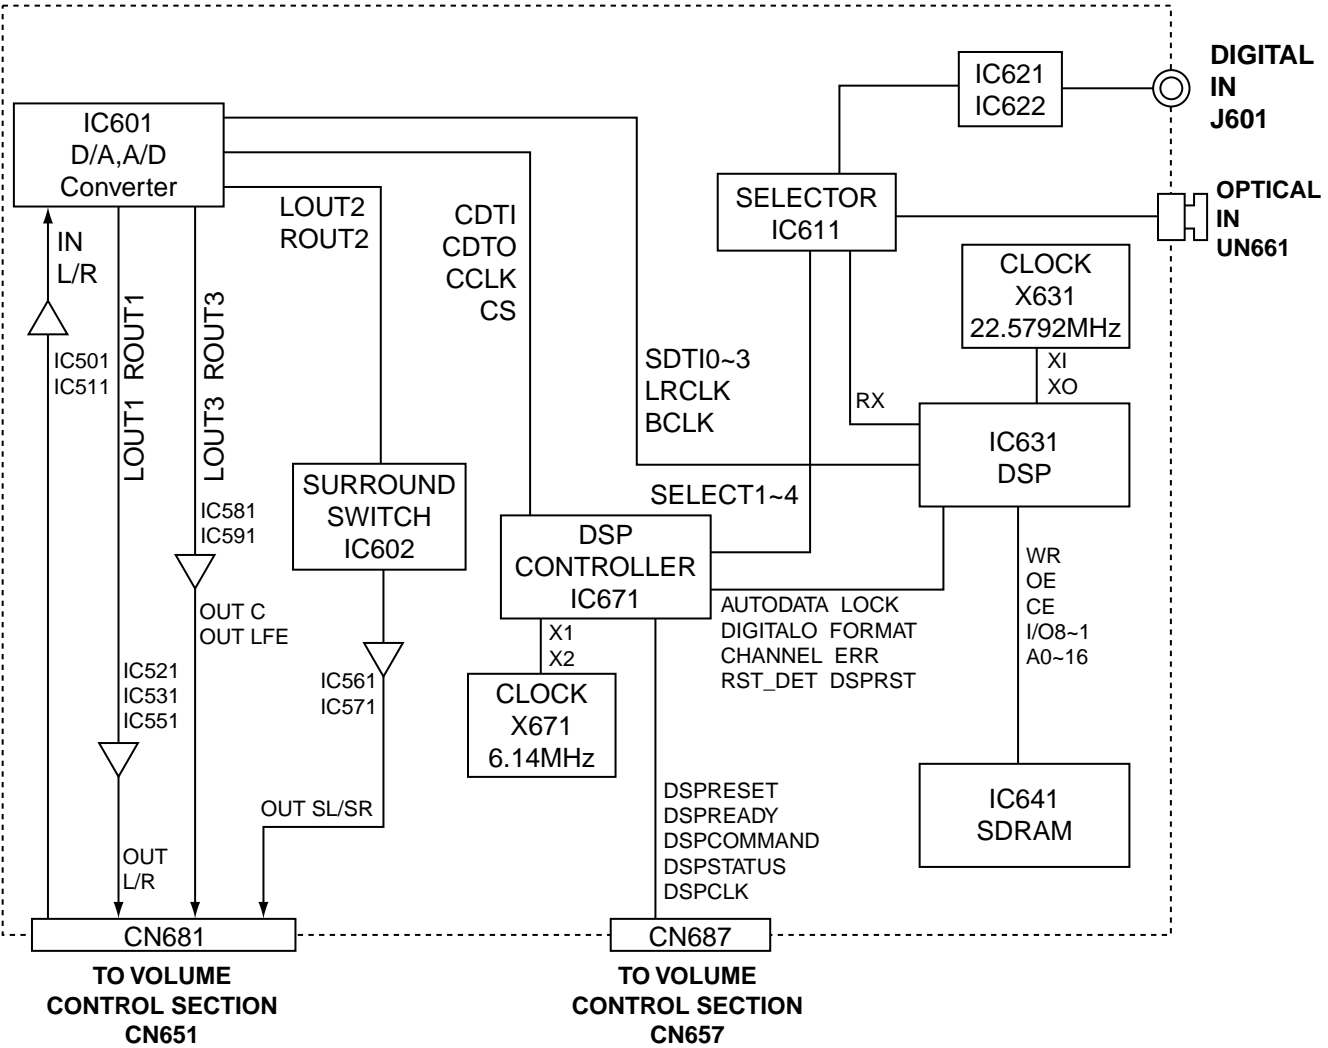 DIGITAL
IN
J601
IC621
IC622
IC601
D/A,A/D
Converter
SELECTOR
IC611
OPTICAL
IN
UN661
LOUT2
ROUT2
CDTI
CDTO
CCLK
CS
IN
L/R
CLOCK
X631
22.5792MHz
XI
XO
IC501
IC511
LOUT1 ROUT1
LOUT3 ROUT3
SDTI0~3
LRCLK
BCLK
RX
IC631
DSP
SURROUND
SWITCH
IC602
SELECT1~4
IC581
IC591
DSP
CONTROLLER
IC671
WR
OE
CE
I/O8~1
A0~16
OUT C
OUT LFE
AUTODATA LOCK
DIGITALO FORMAT
CHANNEL ERR
RST_DET DSPRST
X1
X2
IC521
IC531
IC551
IC561
IC571
CLOCK
X671
6.14MHz
OUT SL/SR
DSPRESET
DSPREADY
DSPCOMMAND
DSPSTATUS
DSPCLK
IC641
SDRAM
OUT
L/R
CN681
CN687
TO VOLUME
CONTROL SECTION
CN651
TO VOLUME
CONTROL SECTION
CN657